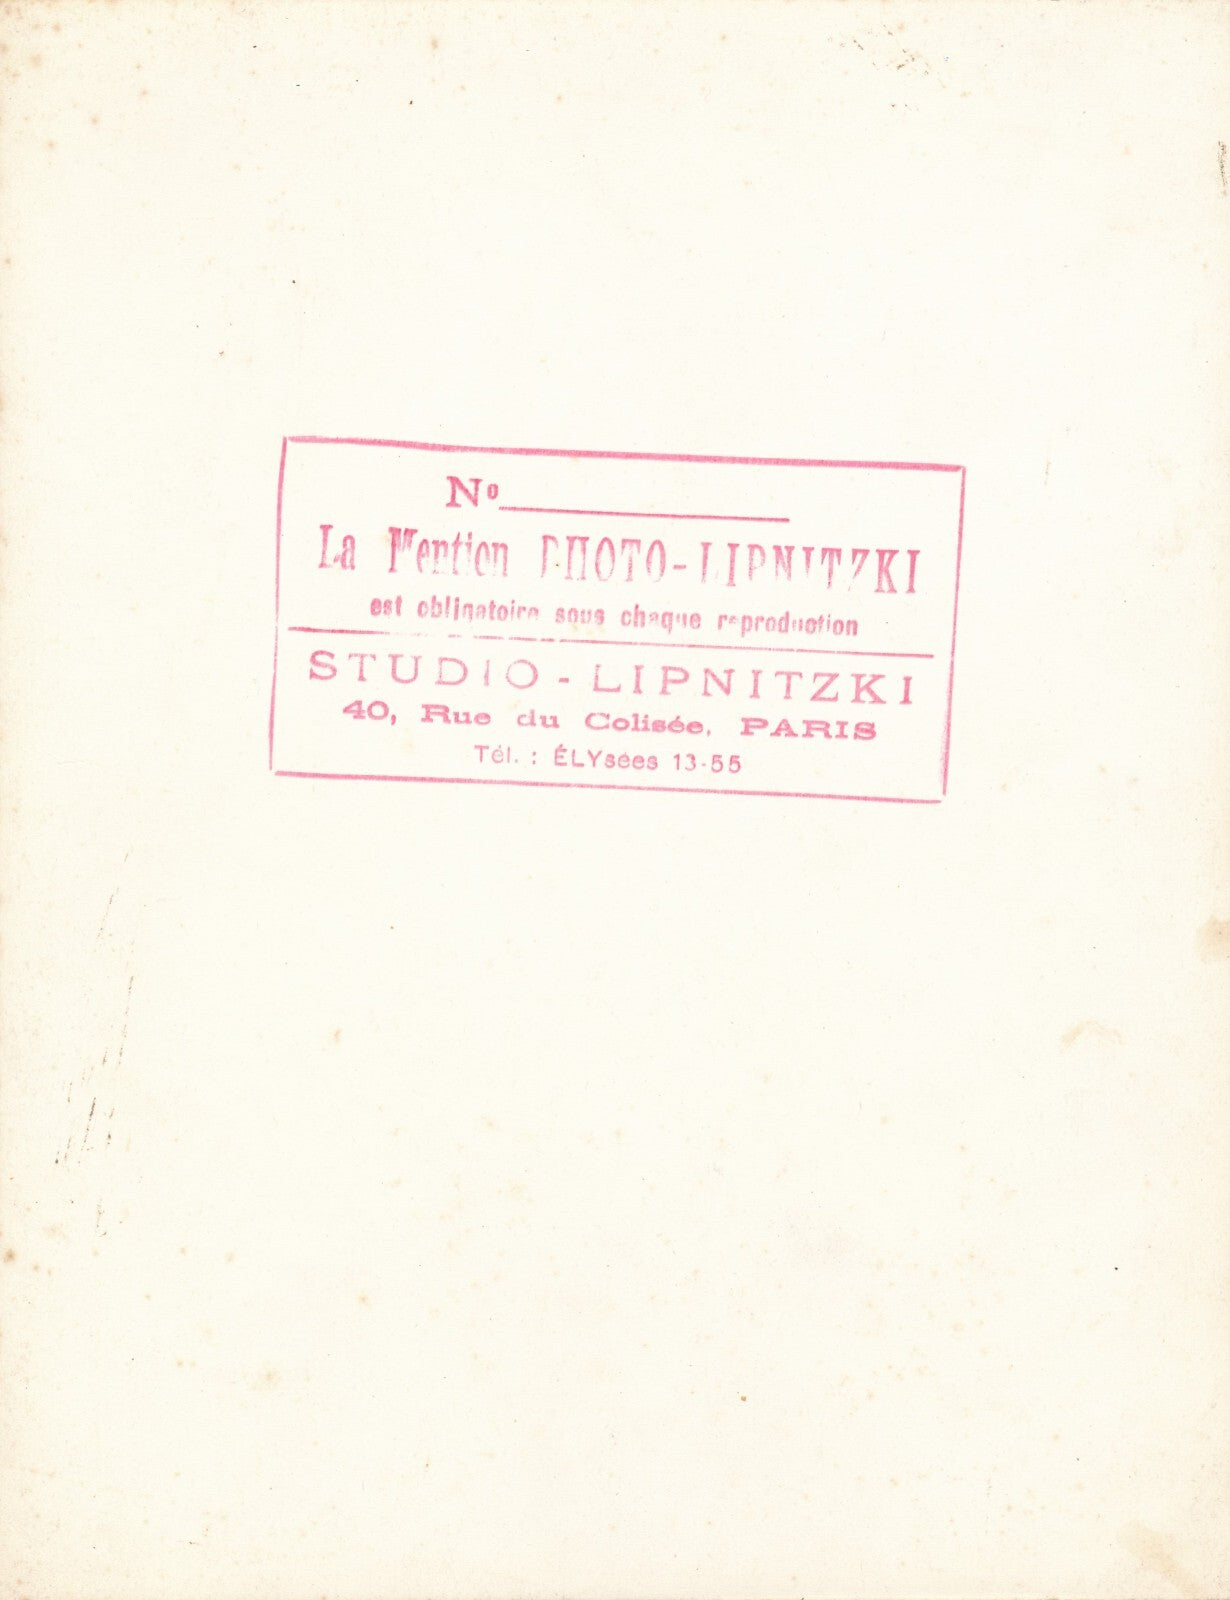 Nº
La Mention PHOTO-LIPNITZKI
est obligatoire sous chaque reproduction
STUDIO-LIPNITZKI
40, Rue du Colisée, PARIS
Tél. : ÉLYsées 13-55